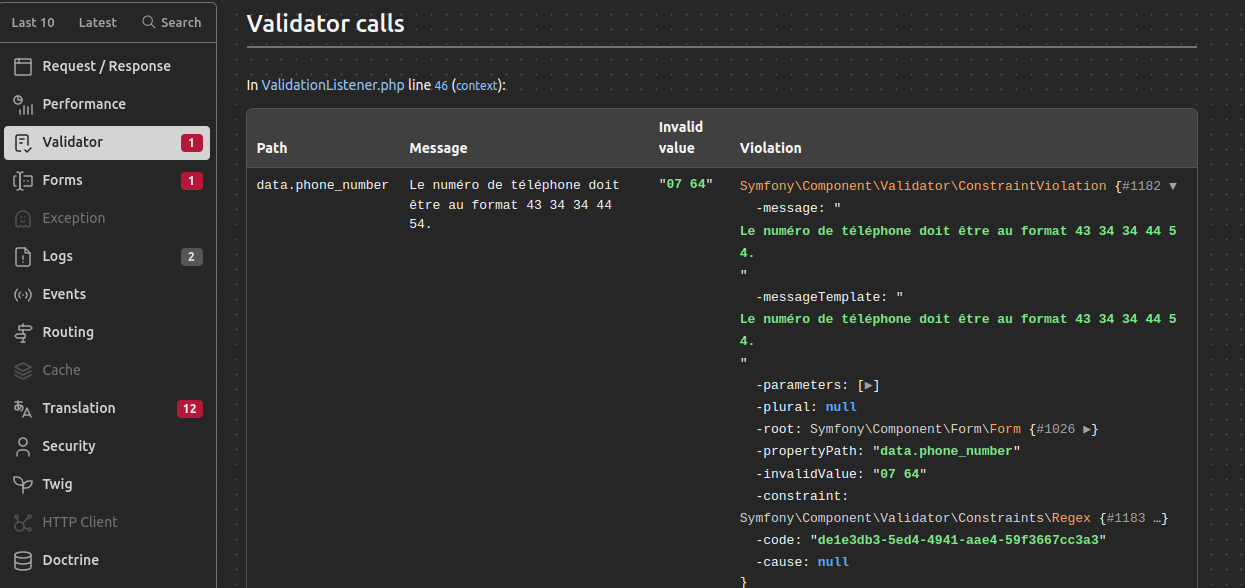 Last 10 Latest Search
Request / Response
Performance
Validator 1
Forms 1
Exception
Logs 2
Events
Routing
Cache
Translation 12
Security
Twig
HTTP Client
Doctrine
Validator calls
In ValidationListener.php line 46 (context):
Path Message Invalid value Violation
data.phone_number
Le numéro de téléphone doit
être au format 43 34 34 44
54.
"07 64"
Symfony\Component\Validator\ConstraintViolation {#1182 ▼
-message: "
Le numéro de téléphone doit être au format 43 34 34 44 5
4.
"
-messageTemplate: "
Le numéro de téléphone doit être au format 43 34 34 44 5
4.
"
-parameters: [▶]
-plural: null
-root: Symfony\Component\Form\Form {#1026 ▶}
-propertyPath: "data.phone_number"
-invalidValue: "07 64"
-constraint:
Symfony\Component\Validator\Constraints\Regex {#1183 …}
-code: "de1e3db3-5ed4-4941-aae4-59f3667cc3a3"
-cause: null
}